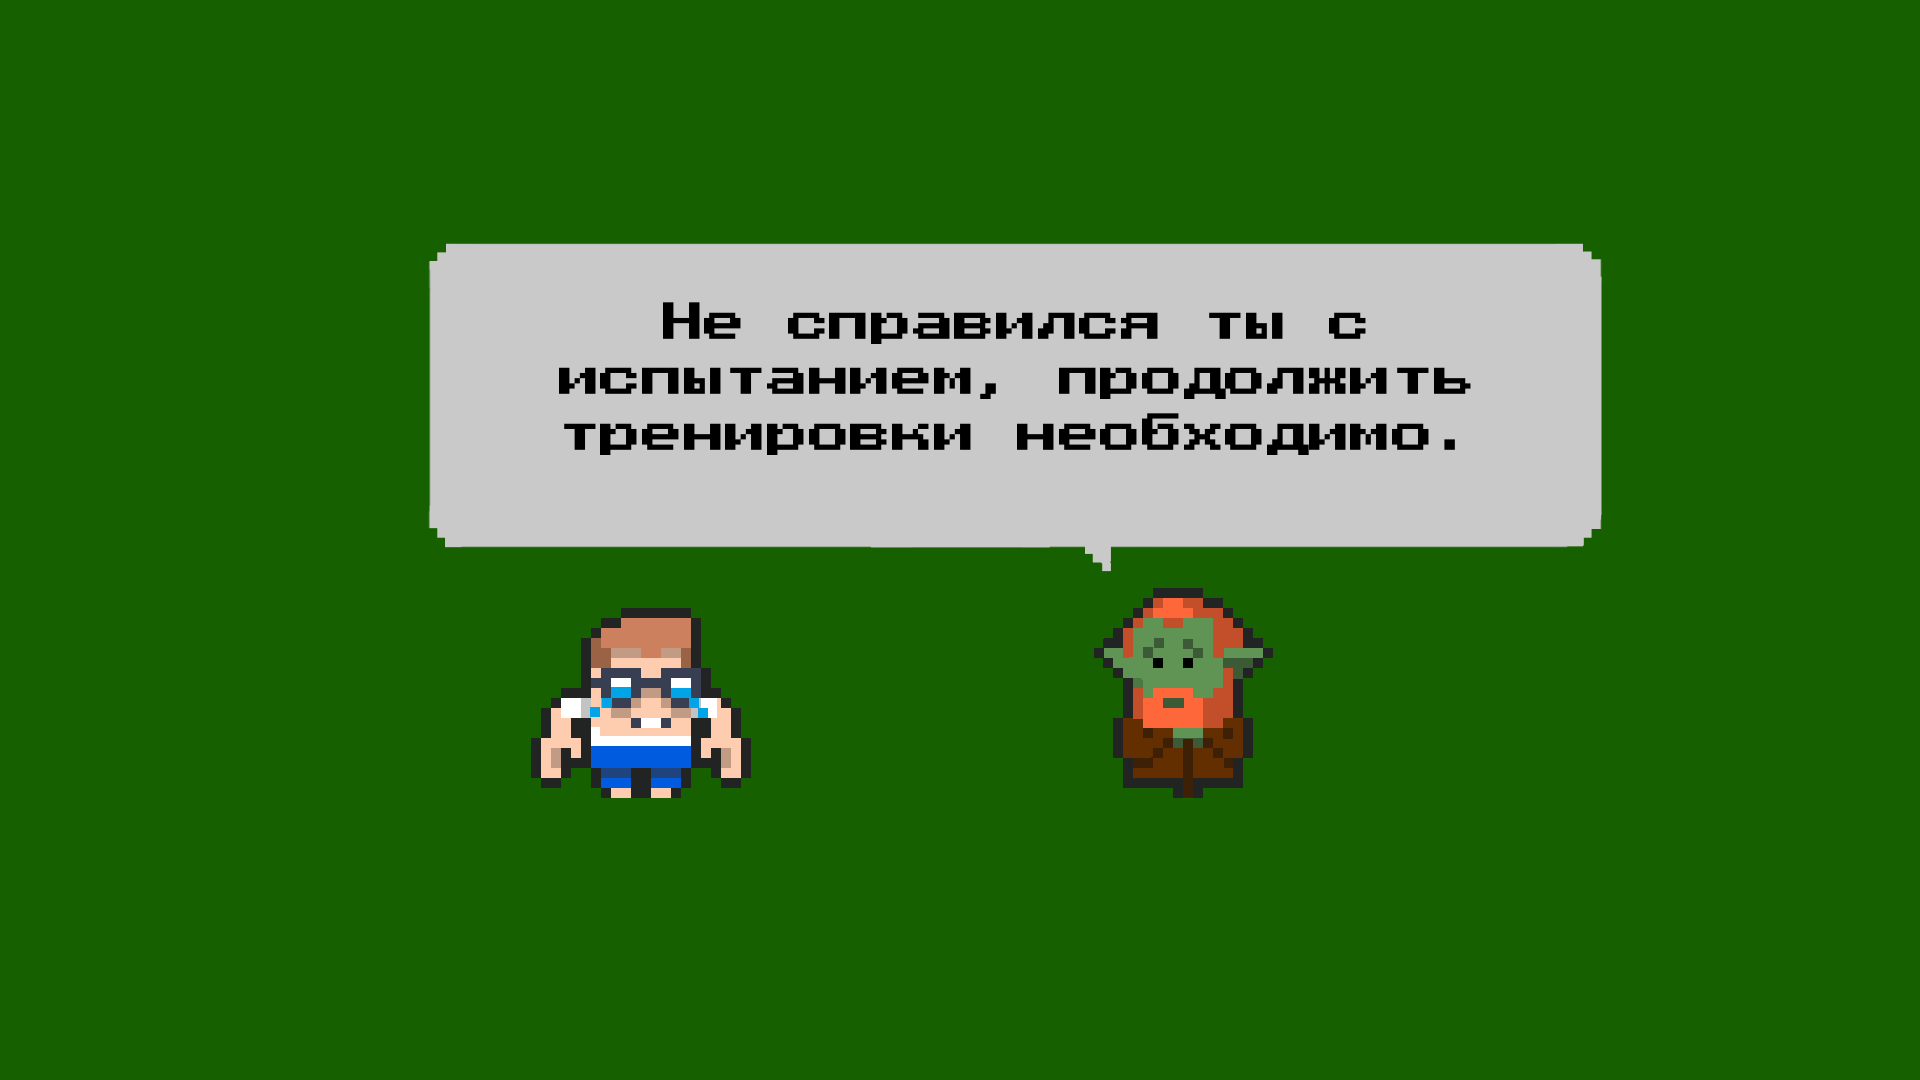 Не справился ты с
испытанием, продолжить
тренировки необходимо.